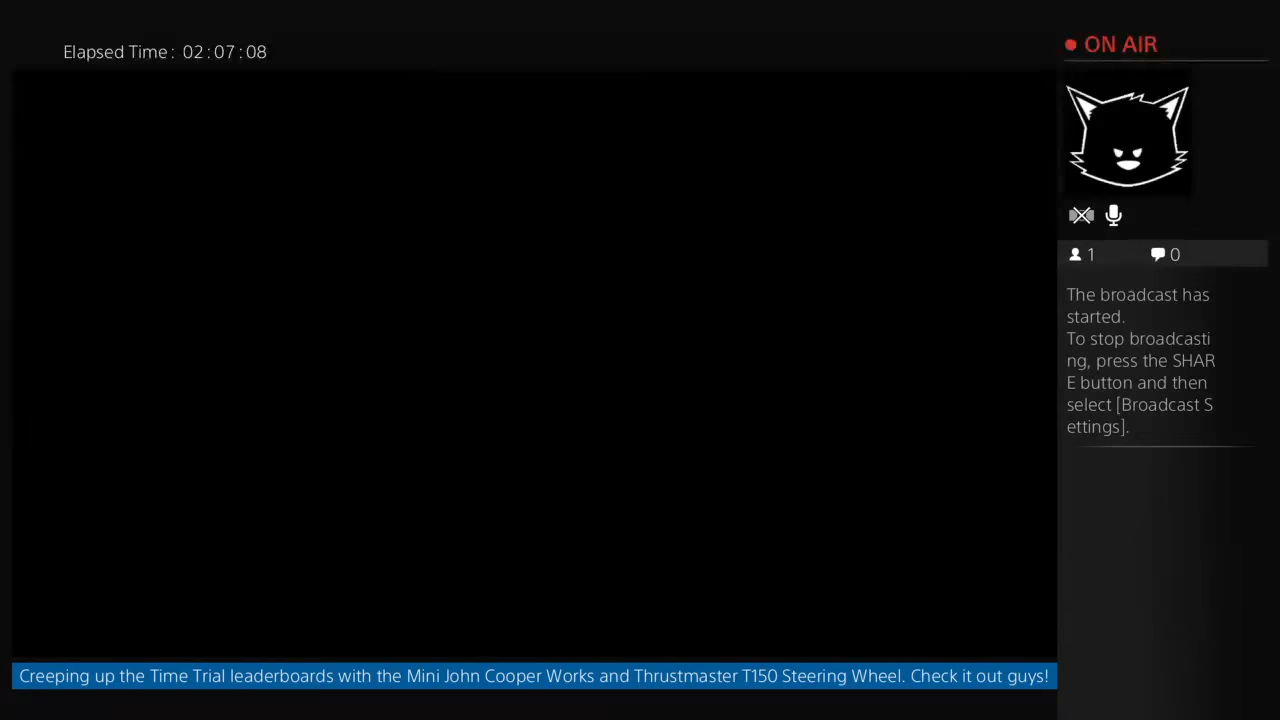 Elapsed Time: 02:07:08
ON AIR
1 0
The broadcast has
started.
To stop broadcasti
ng, press the SHAR
E button and then
select [Broadcast S
ettings].
Creeping up the Time Trial leaderboards with the Mini John Cooper Works and Thrustmaster T150 Steering Wheel. Check it out guys!